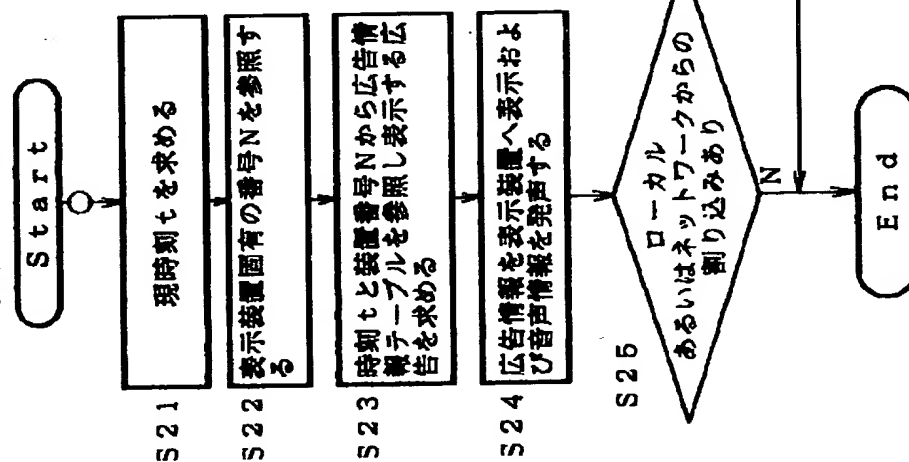 Start
S21
現時刻tを求める
S22
表示装置固有の番号Nを参照す
る
S23
時刻tと装置番号Nから広告情
報テーブルを参照し表示する広
告を求める
S24
広告情報を表示装置へ表示およ
び音声情報を発声する
S25
ローカル
あるいはネットワークからの
割り込みあり
N
End